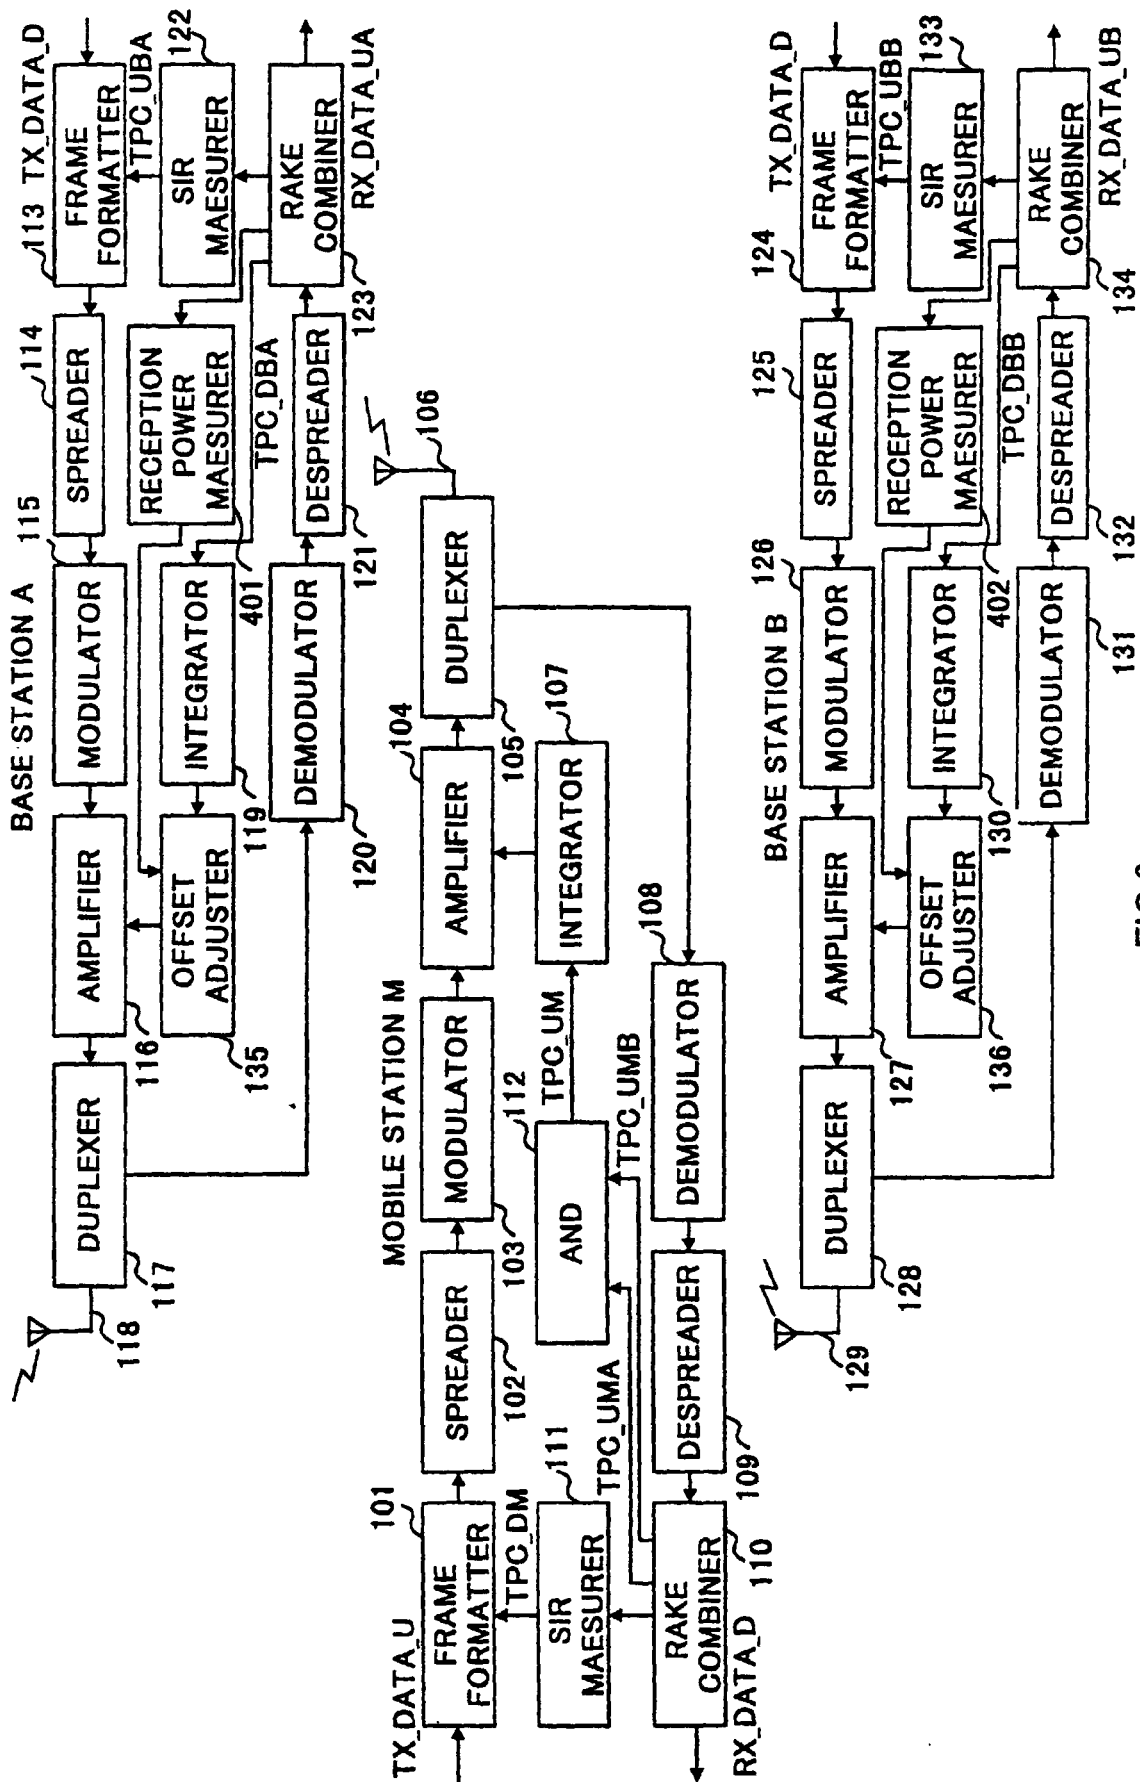 BASE STATION A
118
DUPLEXER
117
AMPLIFIER
116
MODULATOR
115
SPREADER
114
FRAME
FORMATTER
113
TX_DATA_D
TPC_UBA
OFFSET
ADJUSTER
135
INTEGRATOR
119
RECEPTION
POWER
MAESURER
401
TPC_DBA
SIR
MAESURER
122
DEMODULATOR
120
DESPREADER
121
RAKE
COMBINER
123
RX_DATA_UA
MOBILE STATION M
TX_DATA_U
FRAME
FORMATTER
101
SPREADER
102
MODULATOR
103
AMPLIFIER
104
DUPLEXER
105
106
TPC_DM
SIR
MAESURER
111
AND
112
TPC_UM
INTEGRATOR
107
TPC_UMA
TPC_UMB
RX_DATA_D
RAKE
COMBINER
110
DESPREADER
109
DEMODULATOR
108
BASE STATION B
129
DUPLEXER
128
AMPLIFIER
127
MODULATOR
126
SPREADER
125
FRAME
FORMATTER
124
TX_DATA_D
TPC_UBB
OFFSET
ADJUSTER
136
INTEGRATOR
130
RECEPTION
POWER
MAESURER
402
TPC_DBB
SIR
MAESURER
133
DEMODULATOR
131
DESPREADER
132
RAKE
COMBINER
134
RX_DATA_UB